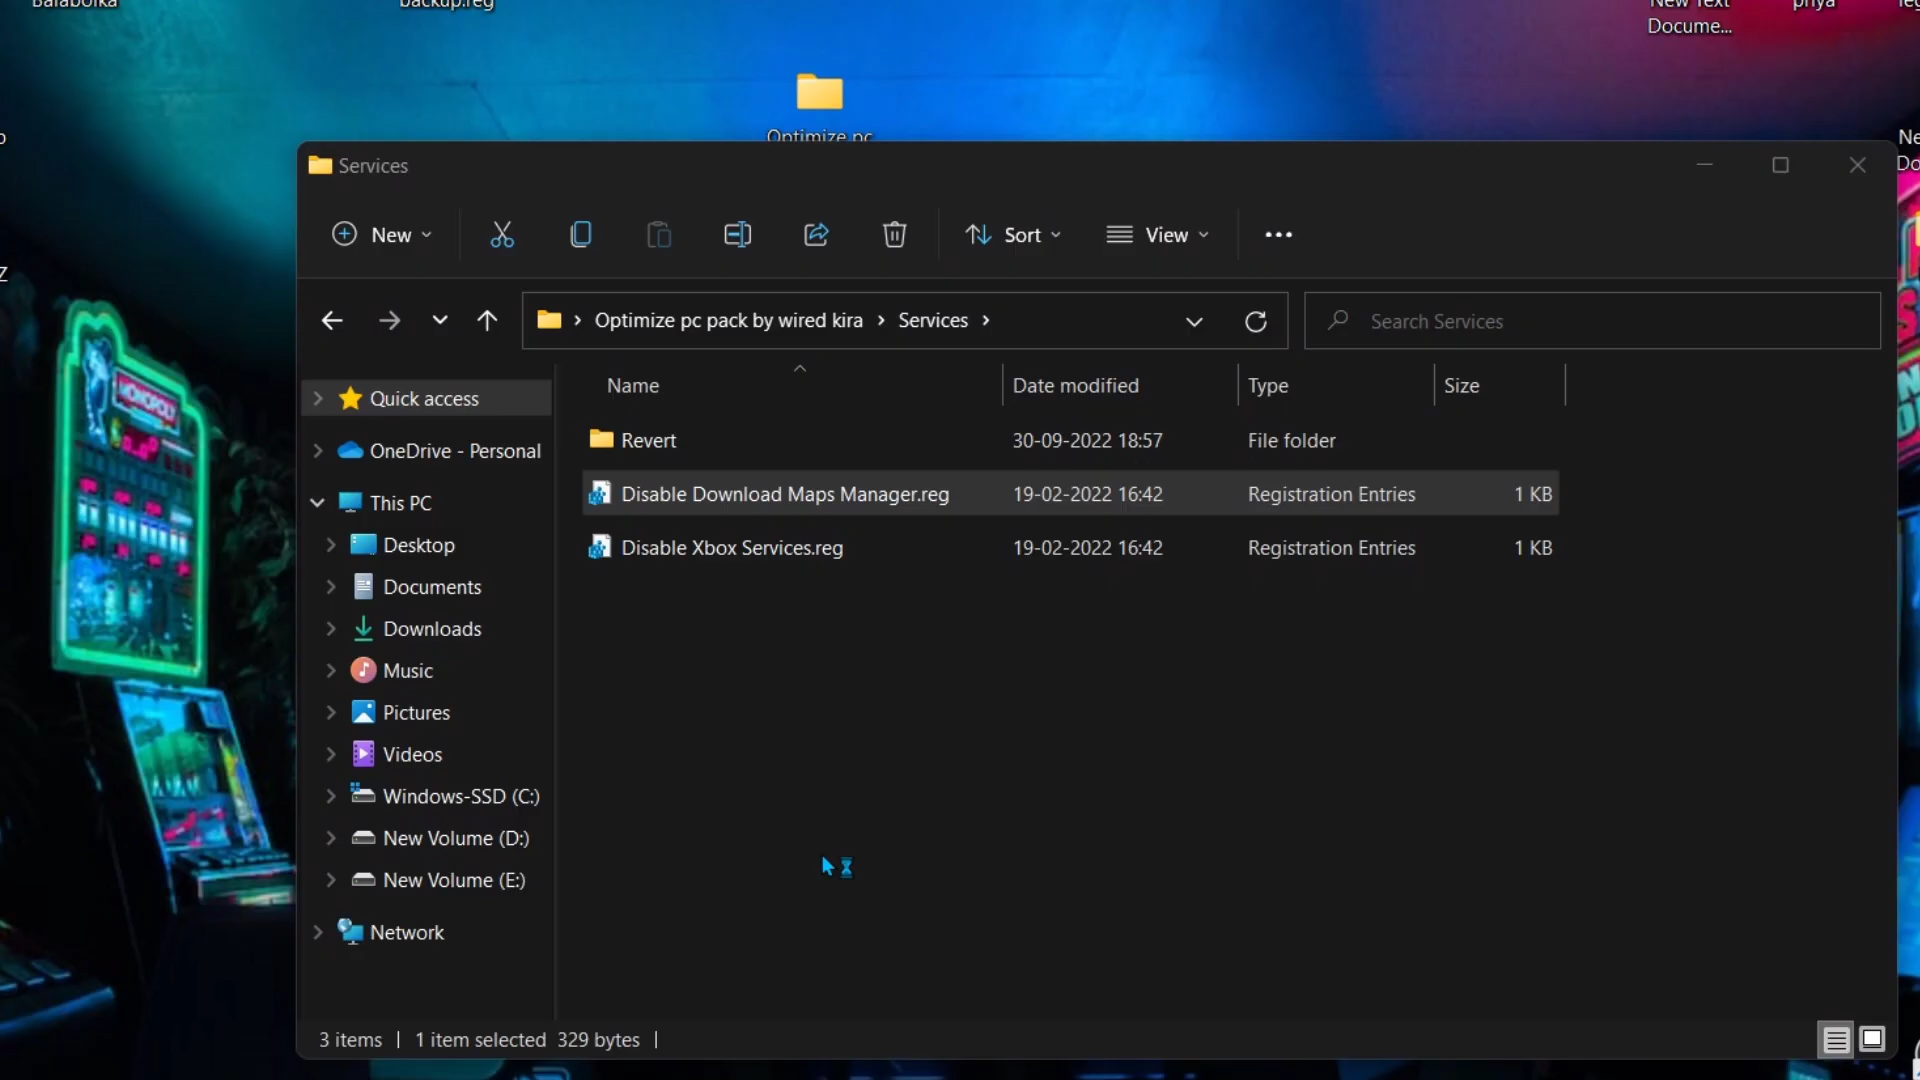 Balabolka
backup.reg
New Text
Docume...
priya
Optimize pc
Services
New
Sort
View
Optimize pc pack by wired kira
Services
Search Services
Name
Date modified
Type
Size
Quick access
OneDrive - Personal
This PC
Desktop
Documents
Downloads
Music
Pictures
Videos
Windows-SSD (C:)
New Volume (D:)
New Volume (E:)
Network
Revert
30-09-2022 18:57
File folder
Disable Download Maps Manager.reg
19-02-2022 16:42
Registration Entries
1 KB
Disable Xbox Services.reg
19-02-2022 16:42
Registration Entries
1 KB
3 items
1 item selected 329 bytes
MONOPOLY